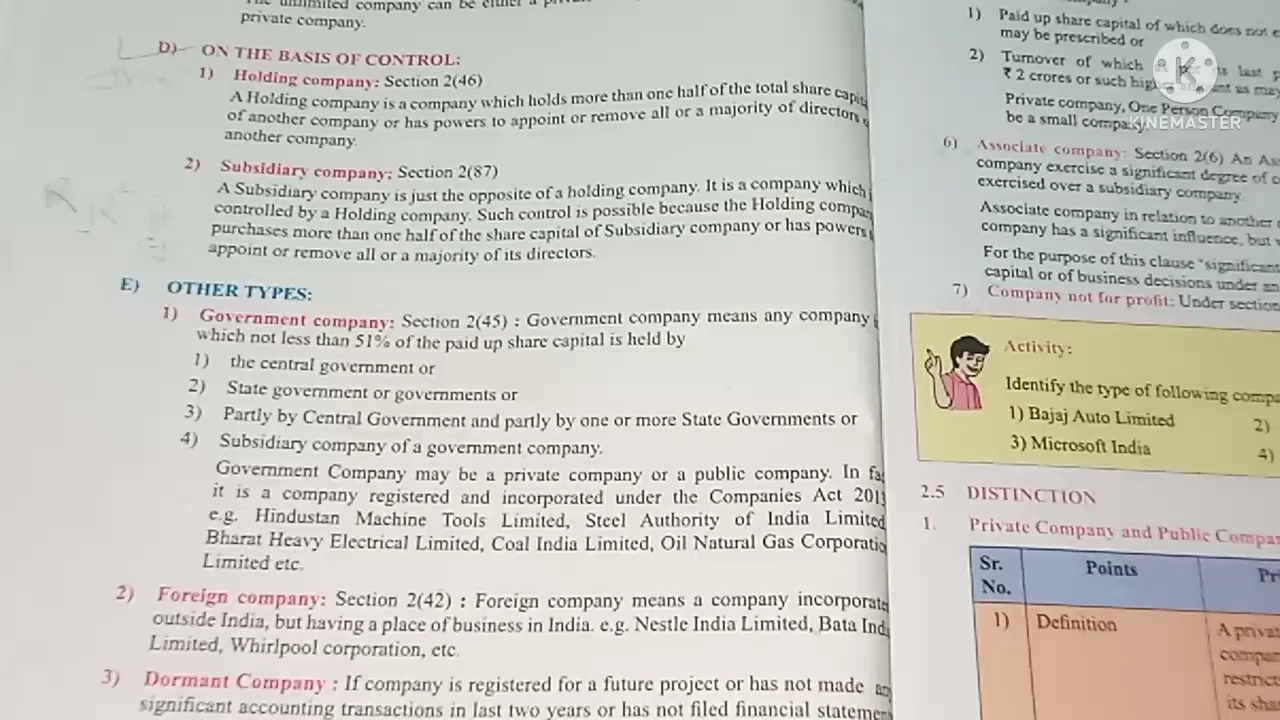 unlimited company can be either a
private company.
D) ON THE BASIS OF CONTROL:
1) Holding company: Section 2(46)
A Holding company is a company which holds more than one half of the total share
of another company or has powers to appoint or remove all or a majority of directors
another company.
2) Subsidiary company: Section 2(87)
A Subsidiary company is just the opposite of a holding company. It is a company which
controlled by a Holding company. Such control is possible because the Holding
purchases more than one half of the share capital of Subsidiary company or has powers
appoint or remove all or a majority of its directors.
E) OTHER TYPES:
1) Government company: Section 2(45) : Government company means any company
which not less than 51% of the paid up share capital is held by
1) the central government or
2) State government or governments or
3) Partly by Central Government and partly by one or more State Governments or
4) Subsidiary company of a government company.
Government Company may be a private company or a public company. In
it is a company registered and incorporated under the Companies Act
e.g. Hindustan Machine Tools Limited, Steel Authority of India Limited
Bharat Heavy Electrical Limited, Coal India Limited, Oil Natural Gas
Limited etc.
2) Foreign company: Section 2(42) : Foreign company means a company
outside India, but having a place of business in India. e.g. Nestle India Limited, Bata
Limited, Whirlpool corporation, etc.
3) Dormant Company : If company is registered for a future project or has not made
significant accounting transactions in last two years or has not filed financial
1) Paid up share capital of which does not
may be prescribed or
2) Turnover of which last
₹ 2 crores or such as may
Private company, One Person Company
be a small company.
6) Associate company: Section 2(6) An
company exercise a significant degree of
exercised over a subsidiary company.
Associate company in relation to another
company has a significant influence, but
For the purpose of this clause "significant
capital or of business decisions under
7) Company not for profit: Under section
Activity:
Identify the type of following
1) Bajaj Auto Limited 2)
3) Microsoft India 4)
2.5 DISTINCTION
1. Private Company and Public
Sr. No. Points
1) Definition A
its
KINEMASTER